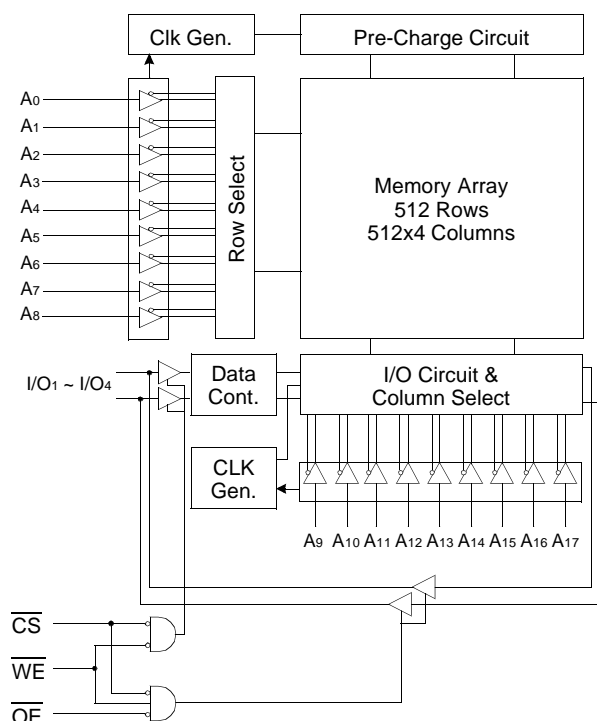 Clk Gen.
Pre-Charge Circuit
A0
A1
A2
A3
A4
A5
A6
A7
A8
Row Select
Memory Array
512 Rows
512x4 Columns
I/O1 ~ I/O4
Data
Cont.
I/O Circuit &
Column Select
CLK
Gen.
A9 A10 A11 A12 A13 A14 A15 A16 A17
CS
WE
OE